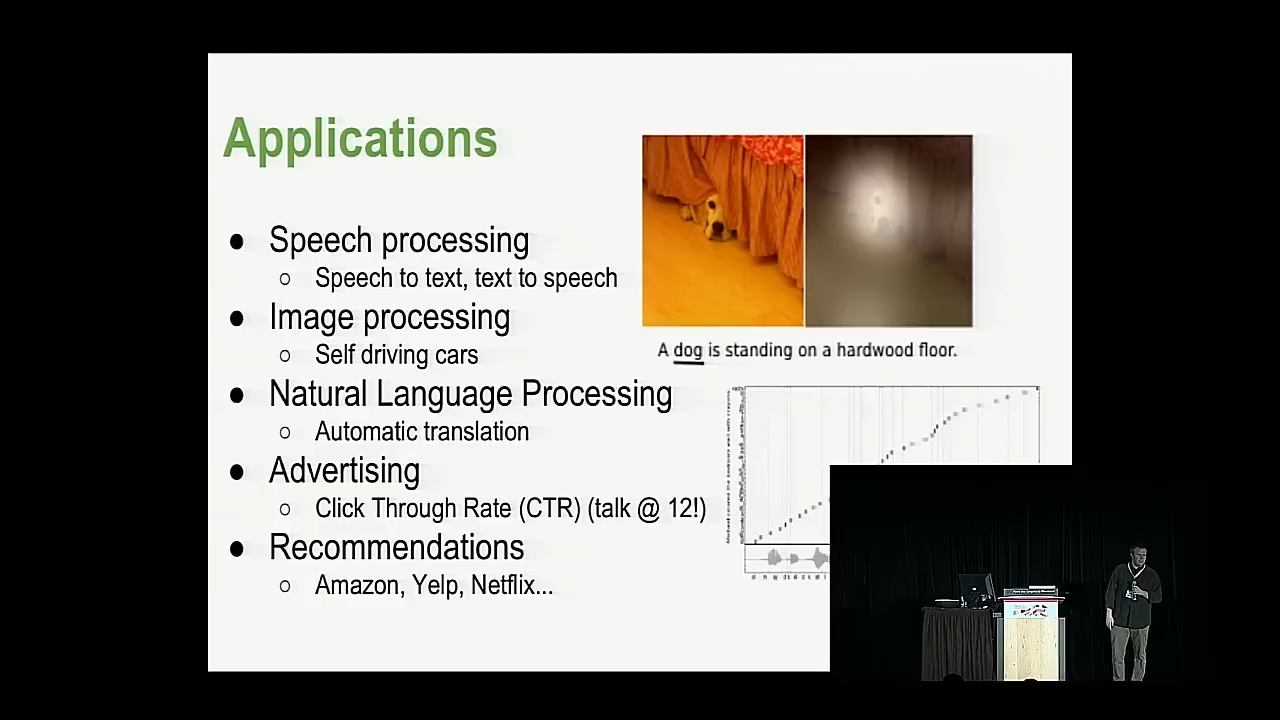 Applications
● Speech processing
○ Speech to text, text to speech
● Image processing
○ Self driving cars
● Natural Language Processing
○ Automatic translation
● Advertising
○ Click Through Rate (CTR) (talk @ 12!)
● Recommendations
○ Amazon, Yelp, Netflix...
A dog is standing on a hardwood floor.